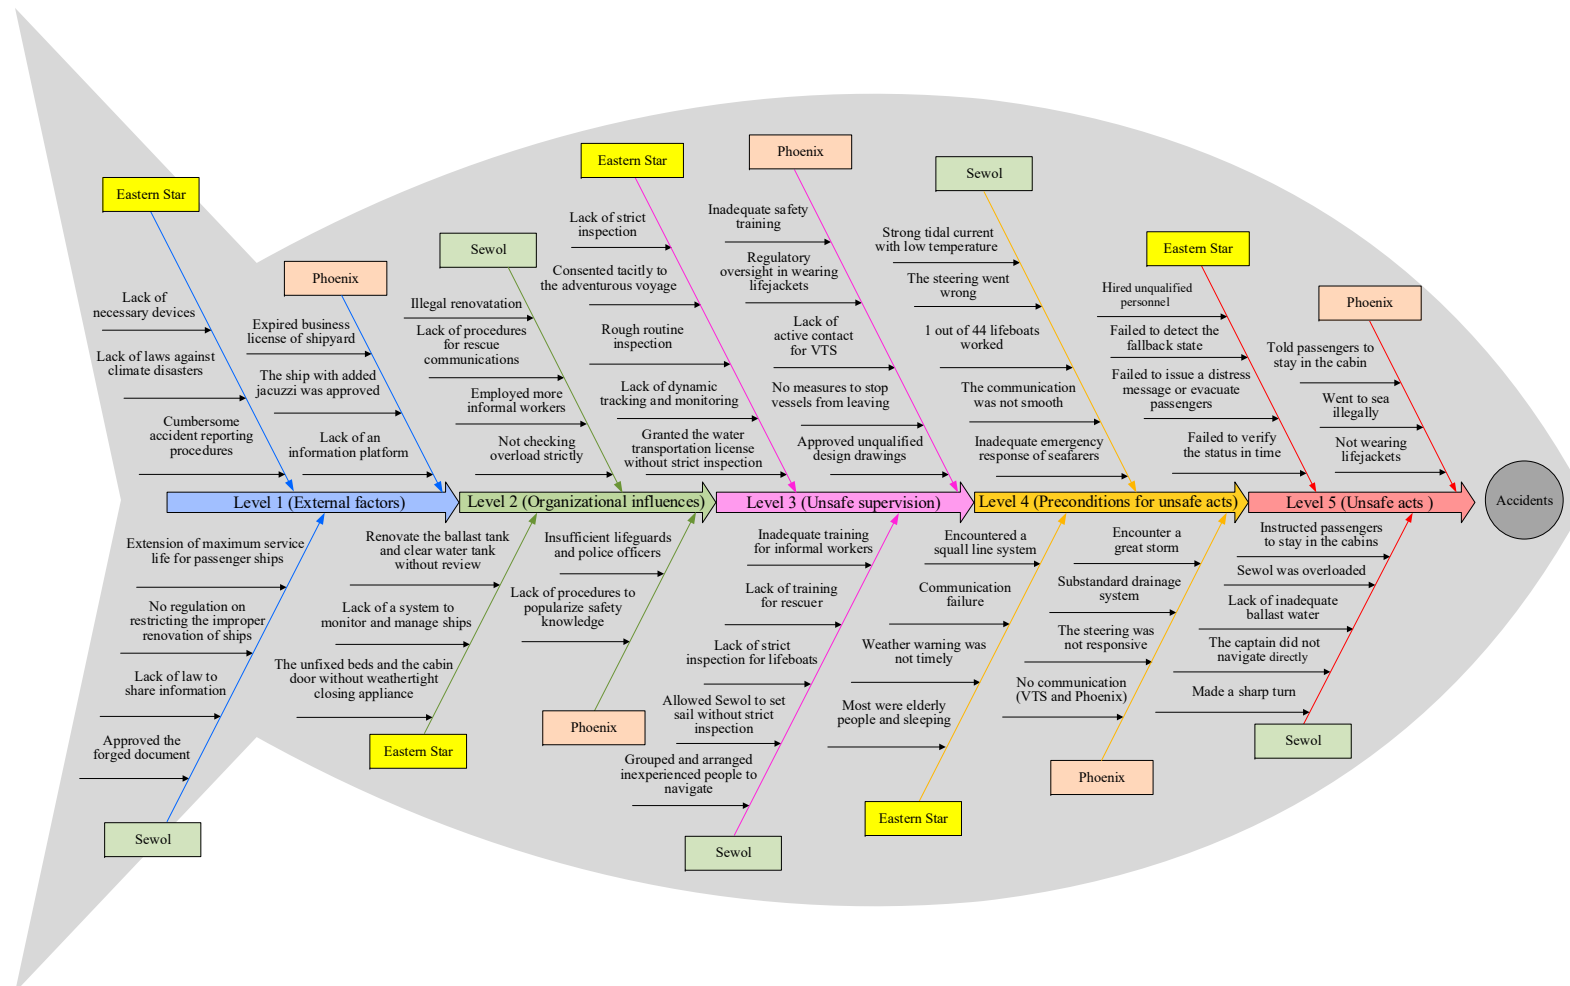 Eastern Star
Lack of
necessary devices
Lack of laws against
climate disasters
Cumbersome
accident reporting
procedures
Phoenix
Expired business
license of shipyard
The ship with added
jacuzzi was approved
Lack of an
information platform
Sewol
Illegal renovatation
Lack of procedures
for rescue
communications
Employed more
informal workers
Not checking
overload strictly
Eastern Star
Lack of strict
inspection
Consented tacitly to
the adventurous voyage
Rough routine
inspection
Lack of dynamic
tracking and monitoring
Granted the water
transportation license
without strict inspection
Phoenix
Inadequate safety
training
Regulatory
oversight in wearing
lifejackets
Lack of
active contact
for VTS
No measures to stop
vessels from leaving
Approved unqualified
design drawings
Sewol
Strong tidal current
with low temperature
The steering went
wrong
1 out of 44 lifeboats
worked
The communication
was not smooth
Inadequate emergency
response of seafarers
Eastern Star
Hired unqualified
personnel
Failed to detect the
fallback state
Failed to issue a distress
message or evacuate
passengers
Failed to verify
the status in time
Phoenix
Told passengers to
stay in the cabin
Went to sea
illegally
Not wearing
lifejackets
Level 1 (External factors)
Level 2 (Organizational influences)
Level 3 (Unsafe supervision)
Level 4 (Preconditions for unsafe acts)
Level 5 (Unsafe acts )
Accidents
Extension of maximum service
life for passenger ships
No regulation on
restricting the improper
renovation of ships
Lack of law to
share information
Approved the
forged document
Sewol
Renovate the ballast tank
and clear water tank
without review
Lack of a system to
monitor and manage ships
The unfixed beds and the cabin
door without weathertight
closing appliance
Eastern Star
Insufficient lifeguards
and police officers
Lack of procedures to
popularize safety
knowledge
Phoenix
Inadequate training
for informal workers
Lack of training
for rescuer
Lack of strict
inspection for lifeboats
Allowed Sewol to set
sail without strict
inspection
Grouped and arranged
inexperienced people to
navigate
Sewol
Encountered a
squall line system
Communication
failure
Weather warning was
not timely
Most were elderly
people and sleeping
Eastern Star
Encounter a
great storm
Substandard drainage
system
The steering was
not responsive
No communication
(VTS and Phoenix)
Phoenix
Instructed passengers
to stay in the cabins
Sewol was overloaded
Lack of inadequate
ballast water
The captain did not
navigate directly
Made a sharp turn
Sewol